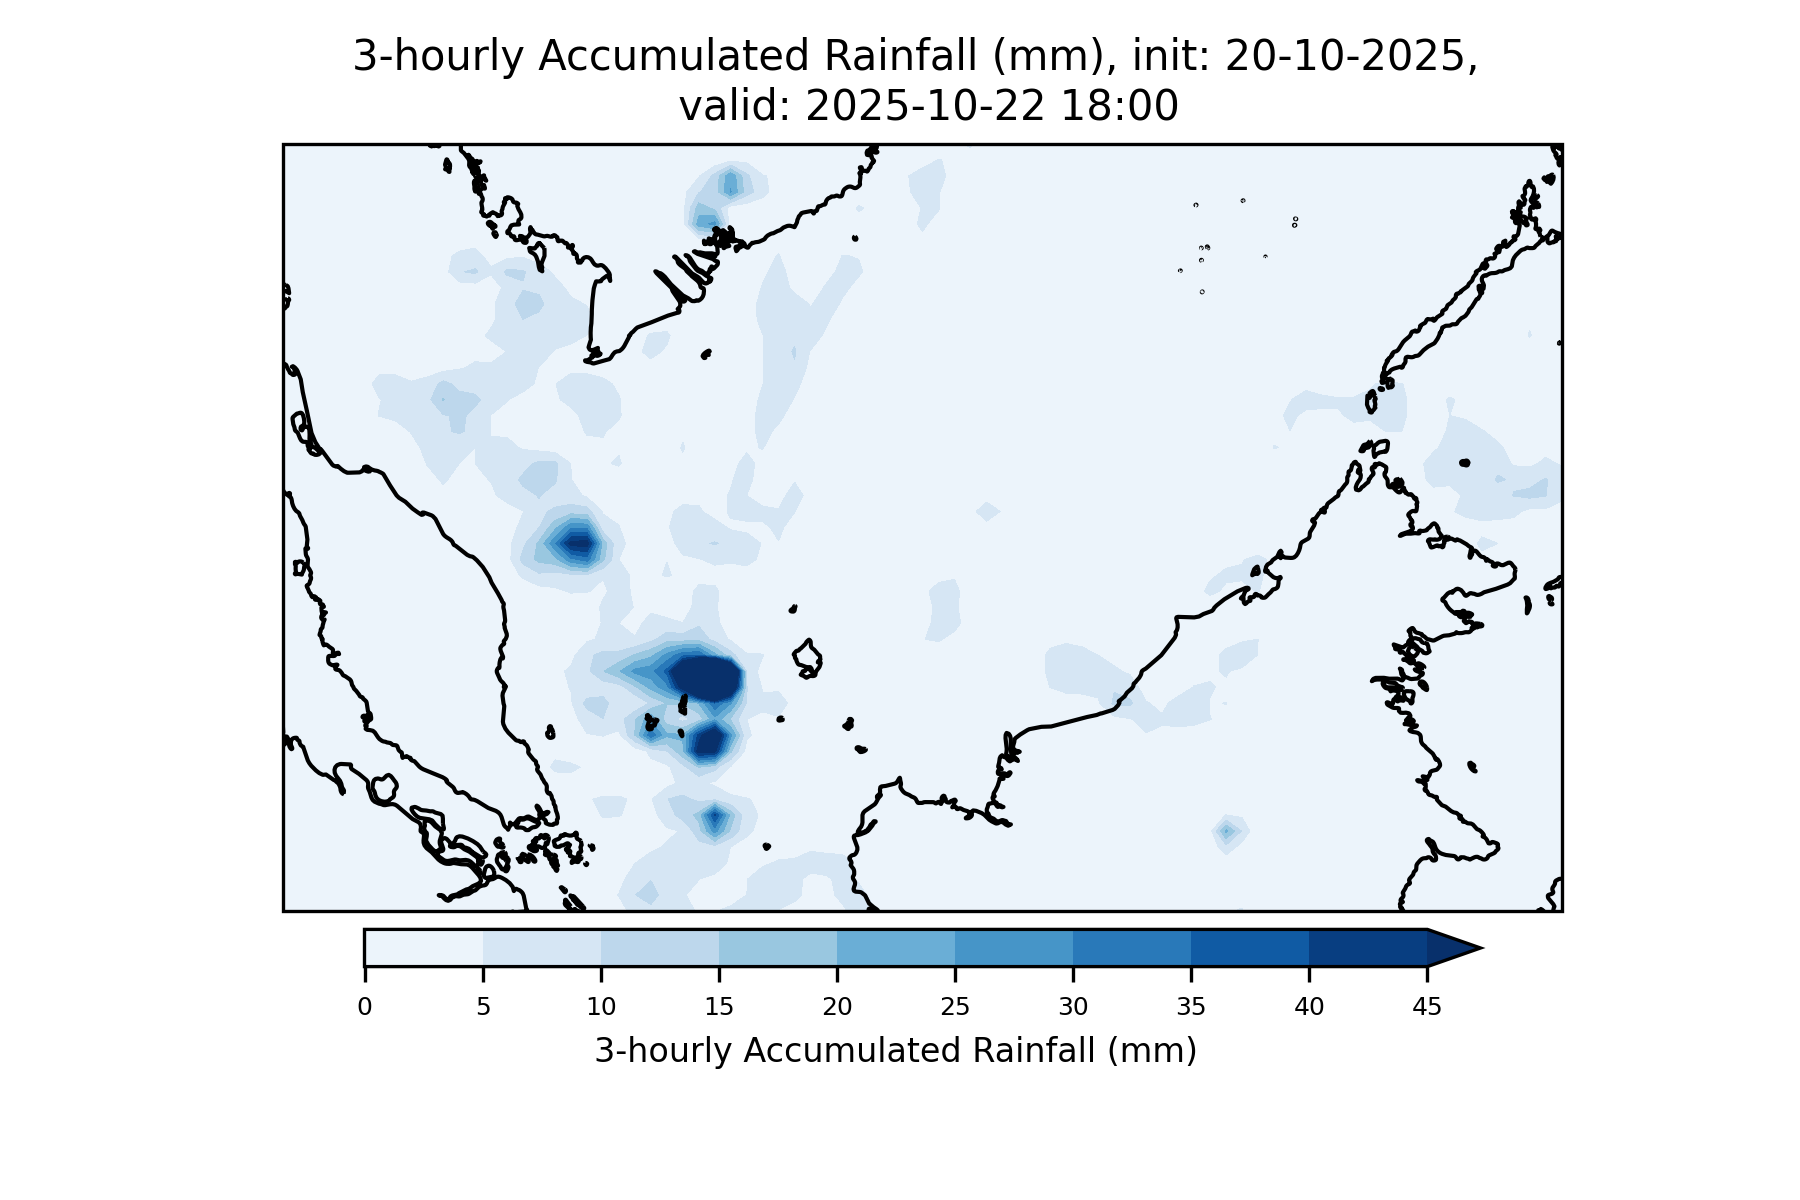 3-hourly Accumulated Rainfall (mm), init: 20-10-2025,
valid: 2025-10-22 18:00
0 5 10 15 20 25 30 35 40 45
3-hourly Accumulated Rainfall (mm)